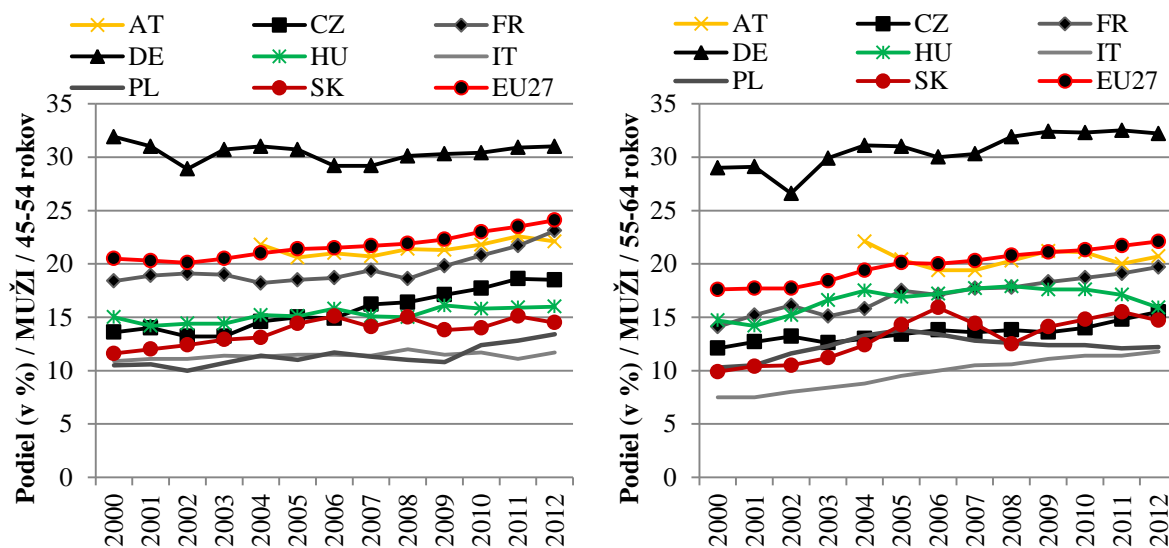 AT CZ FR
DE HU IT
PL SK EU27
Podiel (v %) / MUŽI / 45-54 rokov
35
30
25
20
15
10
5
0
2000 2001 2002 2003 2004 2005 2006 2007 2008 2009 2010 2011 2012
AT CZ FR
DE HU IT
PL SK EU27
Podiel (v %) / MUŽI / 55-64 rokov
35
30
25
20
15
10
5
0
2000 2001 2002 2003 2004 2005 2006 2007 2008 2009 2010 2011 2012